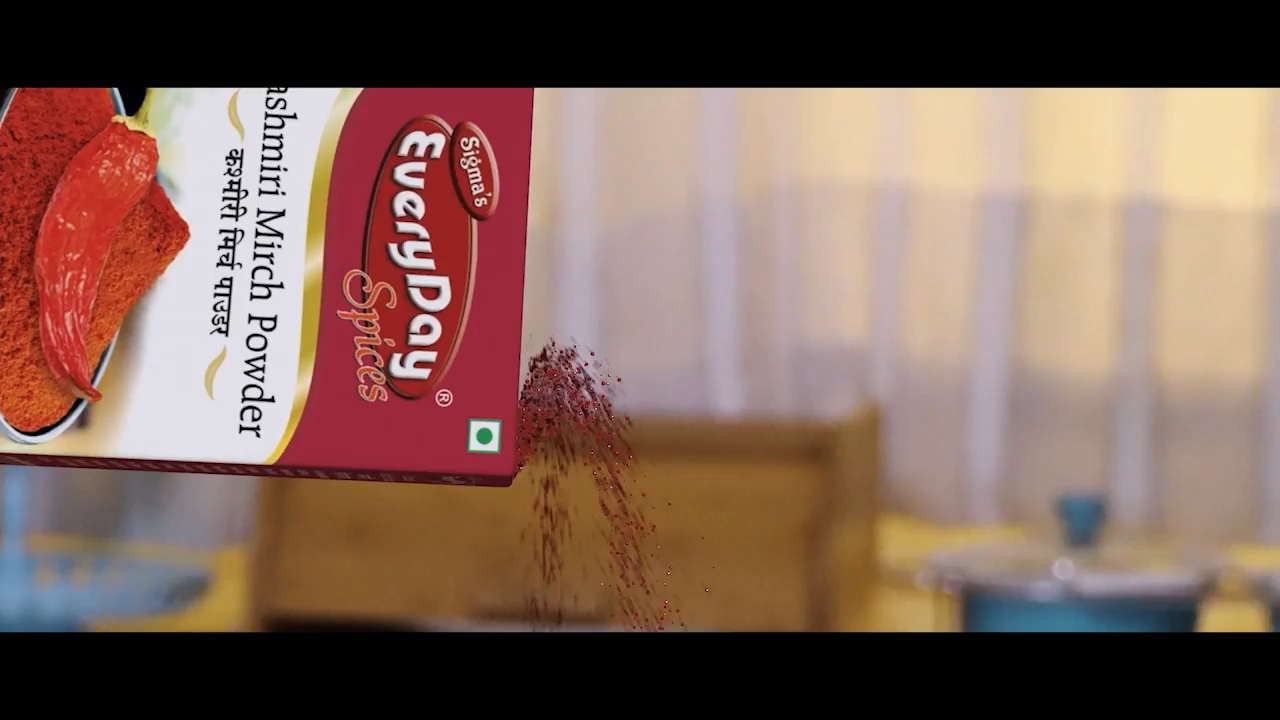 Sigma's
EveryDay
Spices
®
ashmiri Mirch Powder
कश्मीरी मिर्च पाउडर